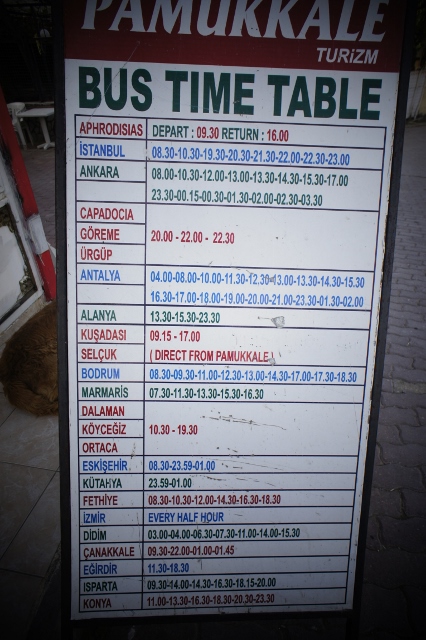 PAMUKKALE
TURİZM
BUS TIME TABLE
APHRODISIAS DEPART : 09.30 RETURN : 16.00
İSTANBUL 08.30-10.30-19.30-20.30-21.30-22.00-22.30-23.00
ANKARA 08.00-10.30-12.00-13.00-13.30-14.30-15.30-17.00
23.30-00.15-00.30-01.30-02.00-02.30-03.30
CAPADOCIA
GÖREME 20.00 - 22.00 - 22.30
ÜRGÜP
ANTALYA 04.00-08.00-10.00-11.30-12.30-13.00-13.30-14.30-15.30
16.30-17.00-18.00-19.00-20.00-21.00-23.30-01.30-02.00
ALANYA 13.30-15.30-23.30
KUŞADASI 09.15 - 17.00
SELÇUK ( DIRECT FROM PAMUKKALE )
BODRUM 08.30-09.30-11.00-12.30-13.00-14.30-17.00-17.30-18.30
MARMARİS 07.30-11.30-13.30-15.30-16.30
DALAMAN
KÖYCEĞİZ 10.30 - 19.30
ORTACA
ESKİŞEHİR 08.30-23.59-01.00
KÜTAHYA 23.59-01.00
FETHİYE 08.30-10.30-12.00-14.30-16.30-18.30
İZMİR EVERY HALF HOUR
DİDİM 03.00-04.00-06.30-07.30-11.00-14.00-15.30
ÇANAKKALE 09.30-22.00-01.00-01.45
EĞİRDİR 11.30-18.30
ISPARTA 09.30-14.00-14.30-16.30-18.15-20.00
KONYA 11.00-13.30-16.30-18.30-20.30-23.30